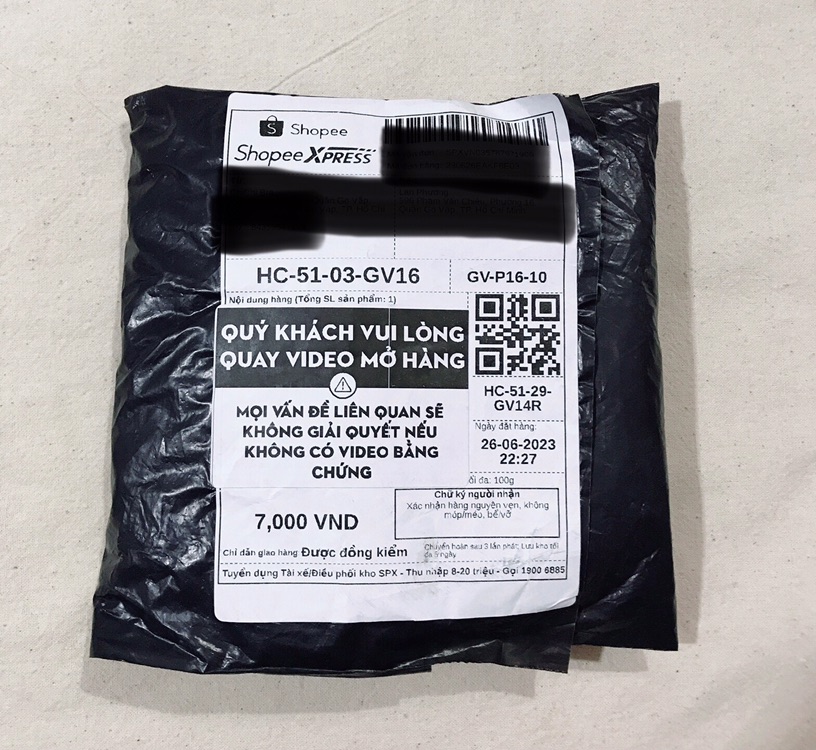 Shopee
Shopee XPRESS
HC-51-03-GV16
GV-P16-10
Nội dung hàng (Tổng SL sản phẩm: 1)
QUÝ KHÁCH VUI LÒNG
QUAY VIDEO MỞ HÀNG
MỌI VẤN ĐỀ LIÊN QUAN SẼ
KHÔNG GIẢI QUYẾT NẾU
KHÔNG CÓ VIDEO BẰNG
CHỨNG
HC-51-29-
GV14R
Ngày đặt hàng:
26-06-2023
22:27
ối đa: 100g
7,000 VND
Chữ ký người nhận
Xác nhận hàng nguyên vẹn, không
móp/méo, bể/vỡ
Chỉ dẫn giao hàng Được đồng kiểm
Chuyển hoàn sau 3 lần phát; Lưu kho tối
đa 5 ngày
Tuyển dụng Tài xế/Điều phối kho SPX - Thu nhập 8-20 triệu - Gọi 1900 6885